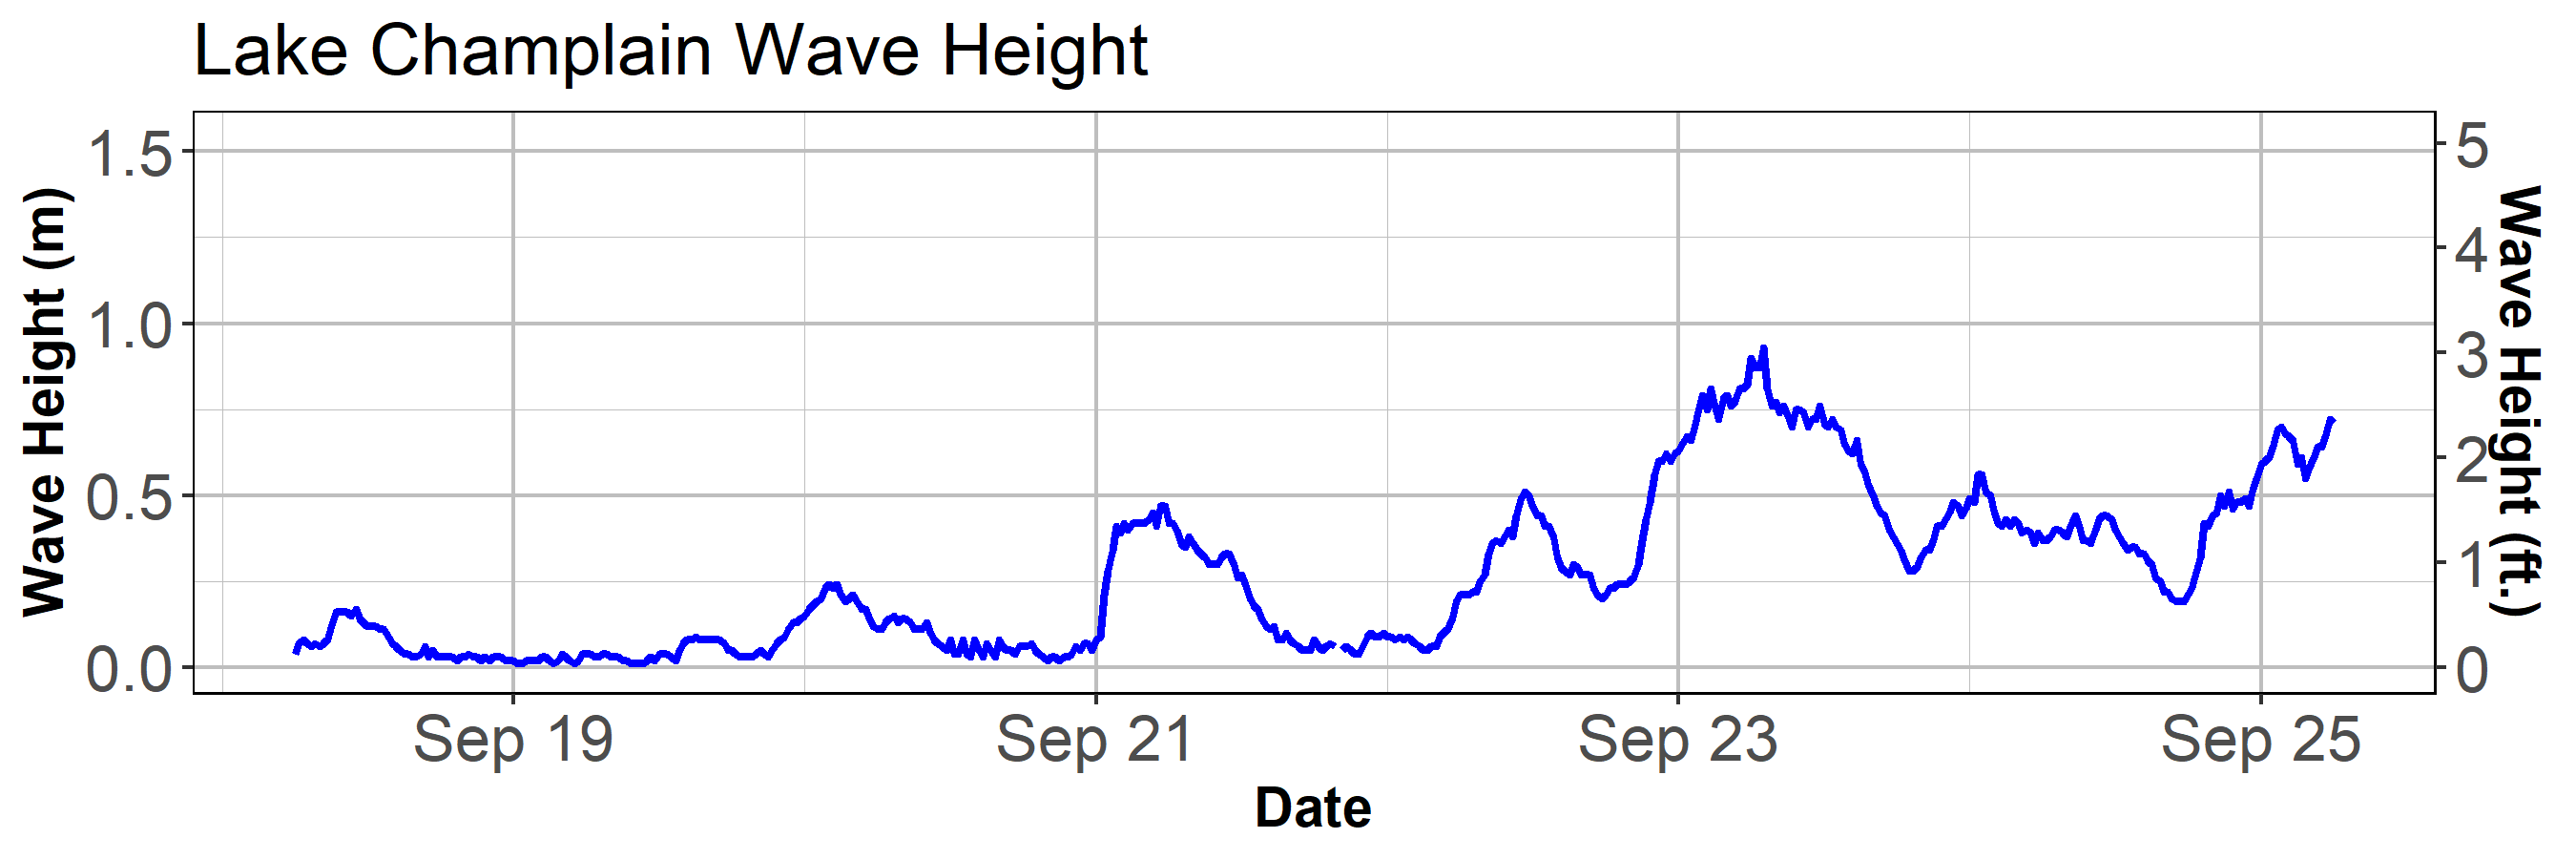 Lake Champlain Wave Height
Wave Height (m)
1.5
1.0
0.5
0.0
5
4
3
2
1
0
Wave Height (ft.)
Sep 19
Sep 21
Sep 23
Sep 25
Date